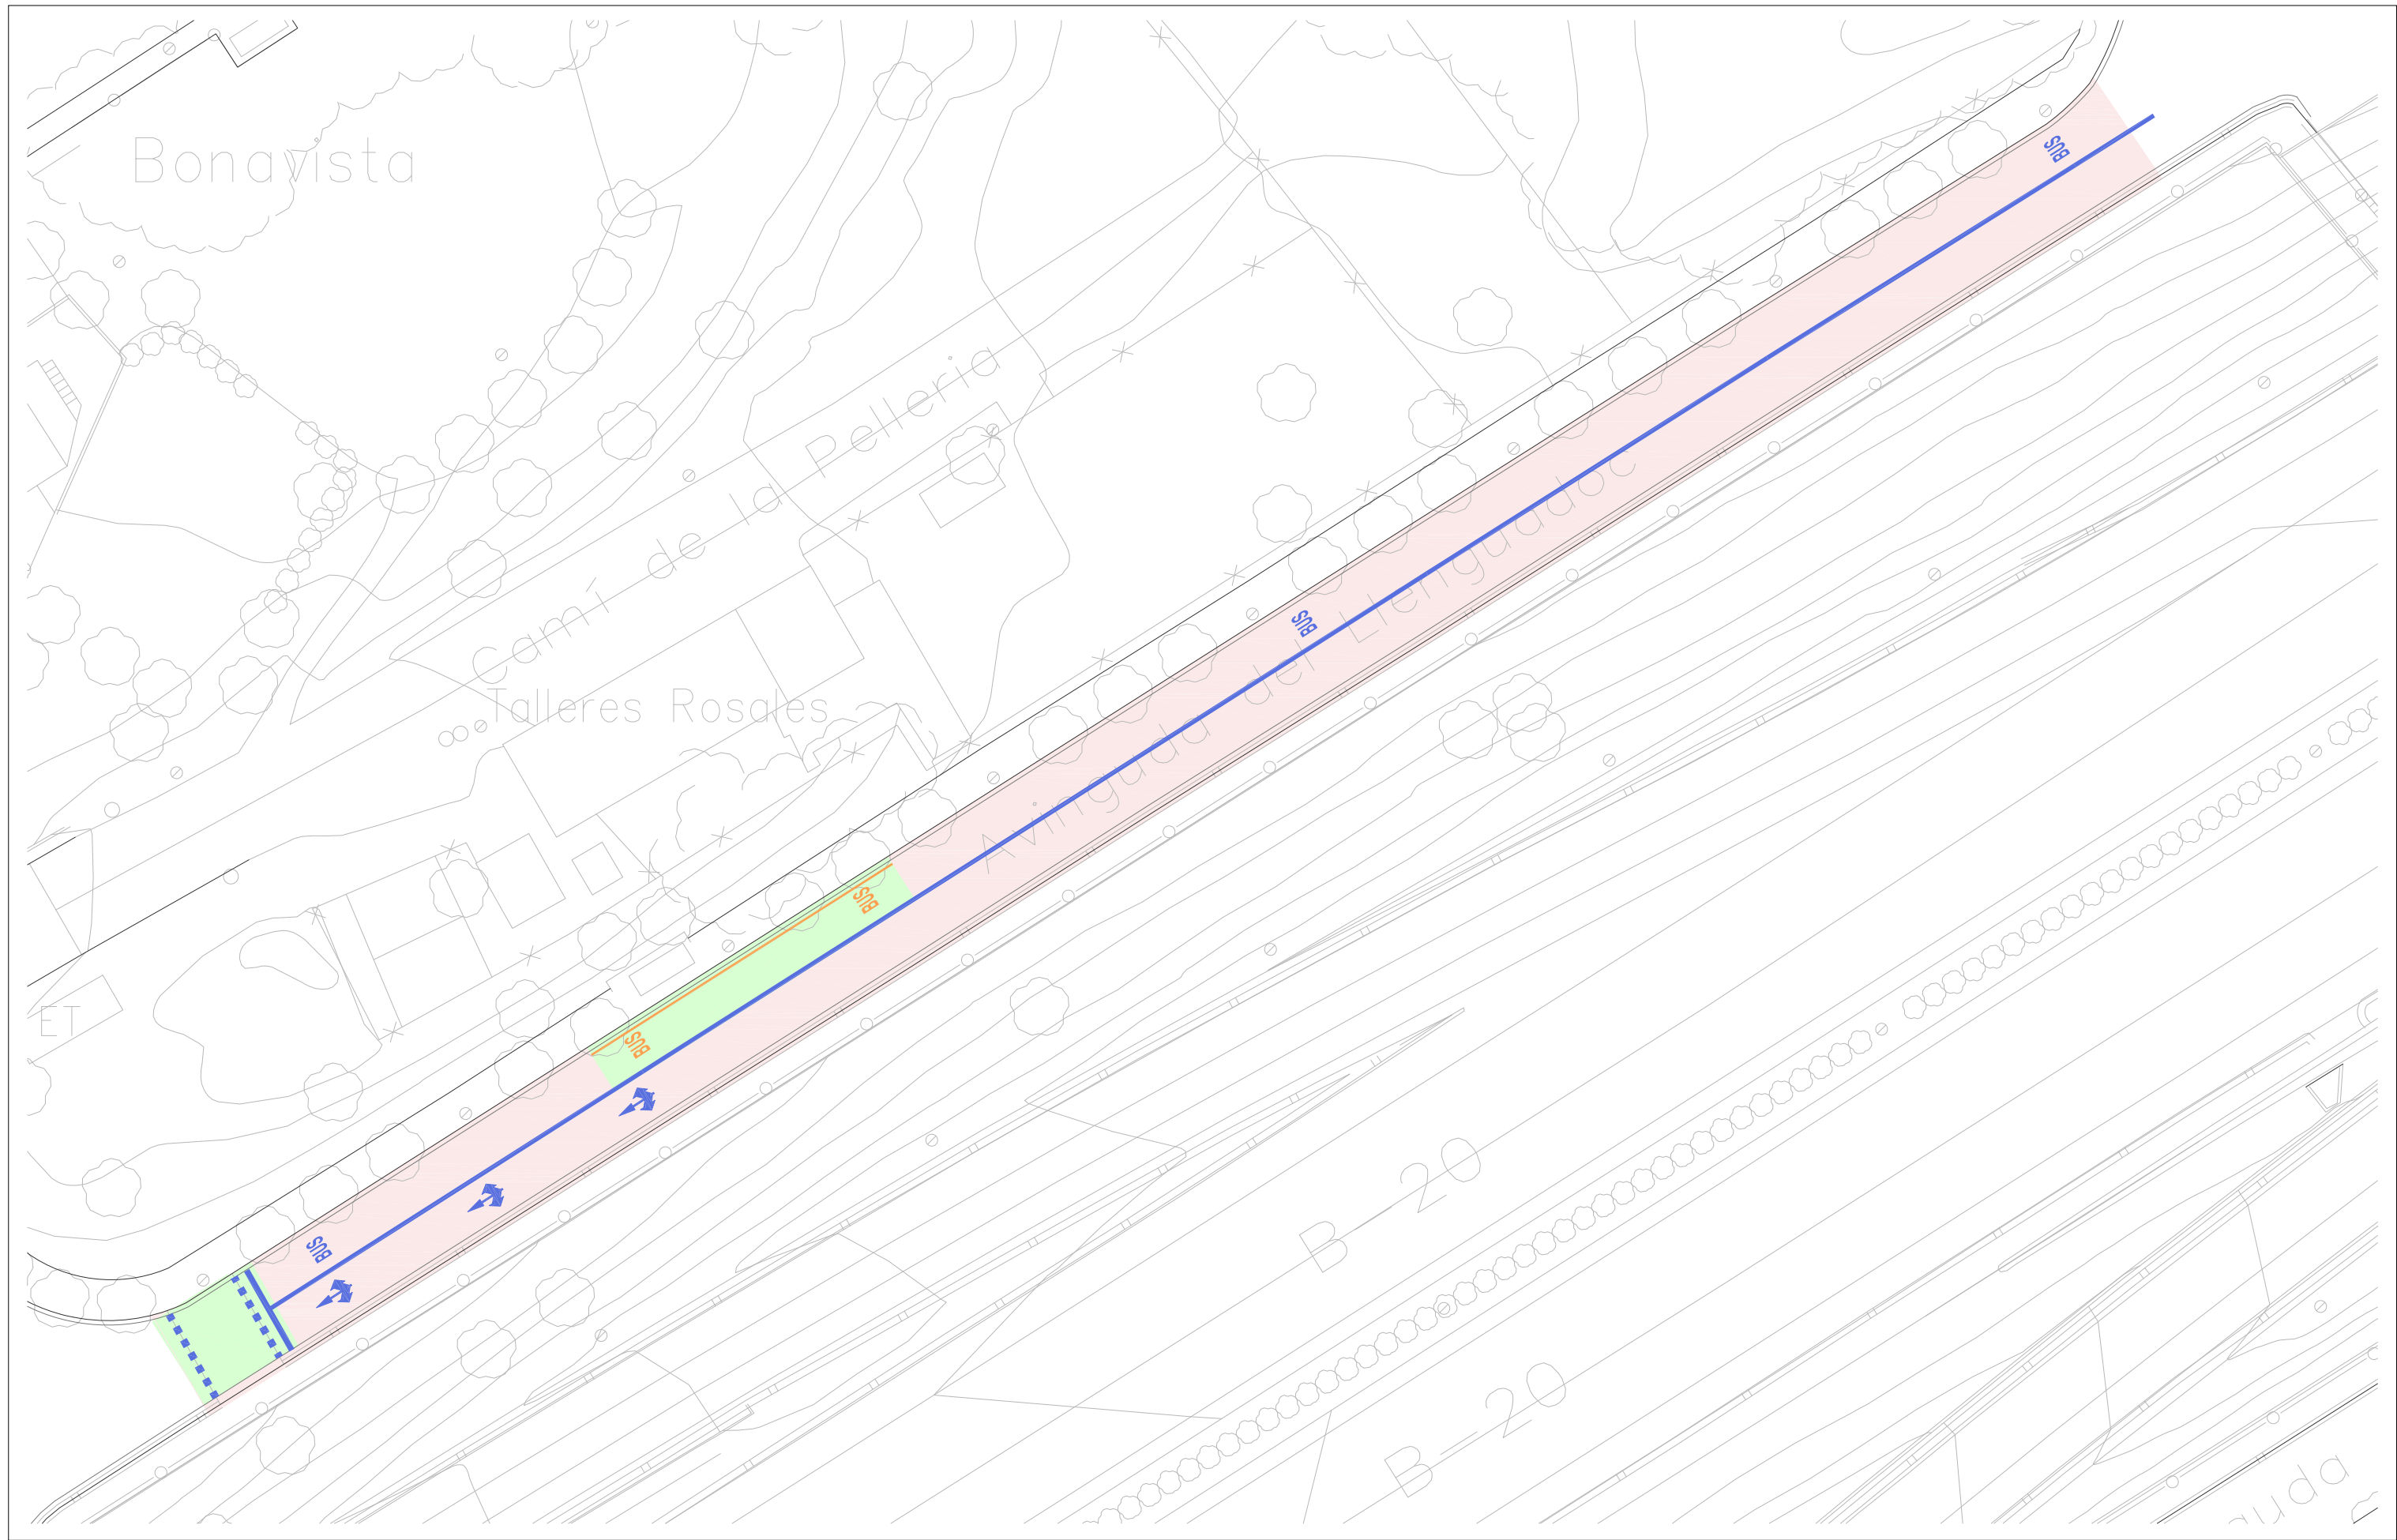 Bonavista
BUS
Camí de la Pelleria
BUS
Talleres Rosales
Avinguda del Llenguadoc
BUS
ET
BUS
B-20
BUS
B-20